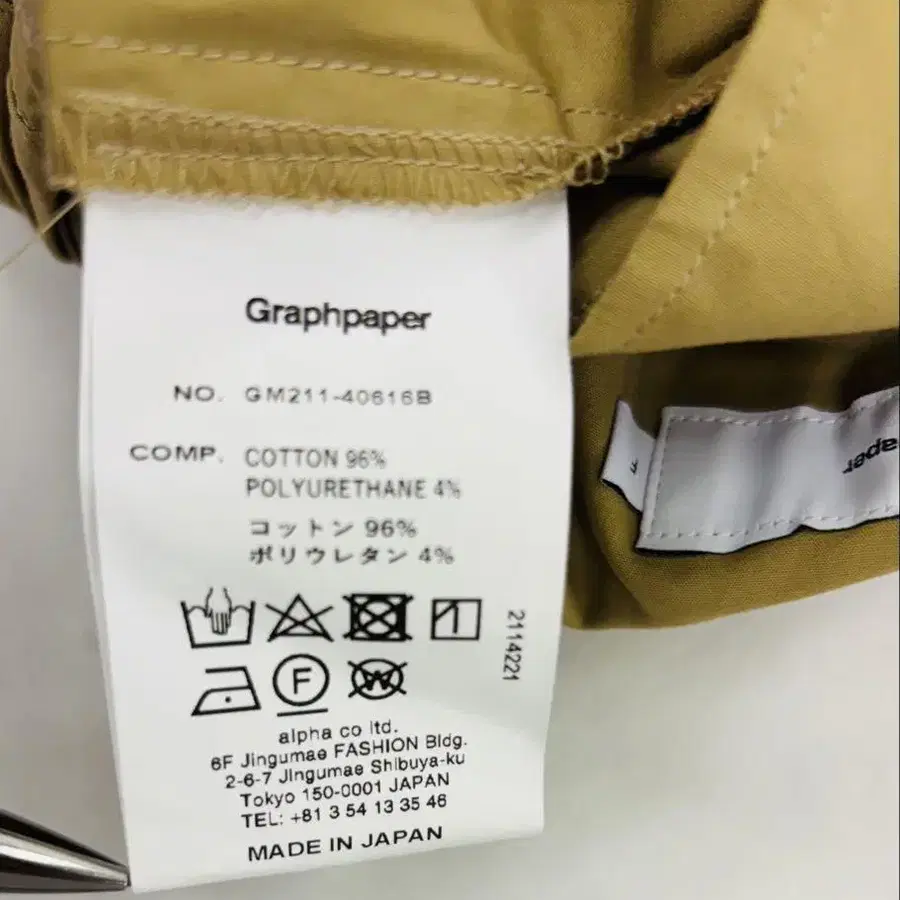 Graphpaper
NO. GM211-40616B
COMP. COTTON 96%
POLYURETHANE 4%
コットン 96%
ポリウレタン 4%
2114221
F
W
alpha co ltd.
6F Jingumae FASHION Bldg.
2-6-7 Jingumae Shibuya-ku
Tokyo 150-0001 JAPAN
TEL: +81 3 54 13 35 46
MADE IN JAPAN
aper
F